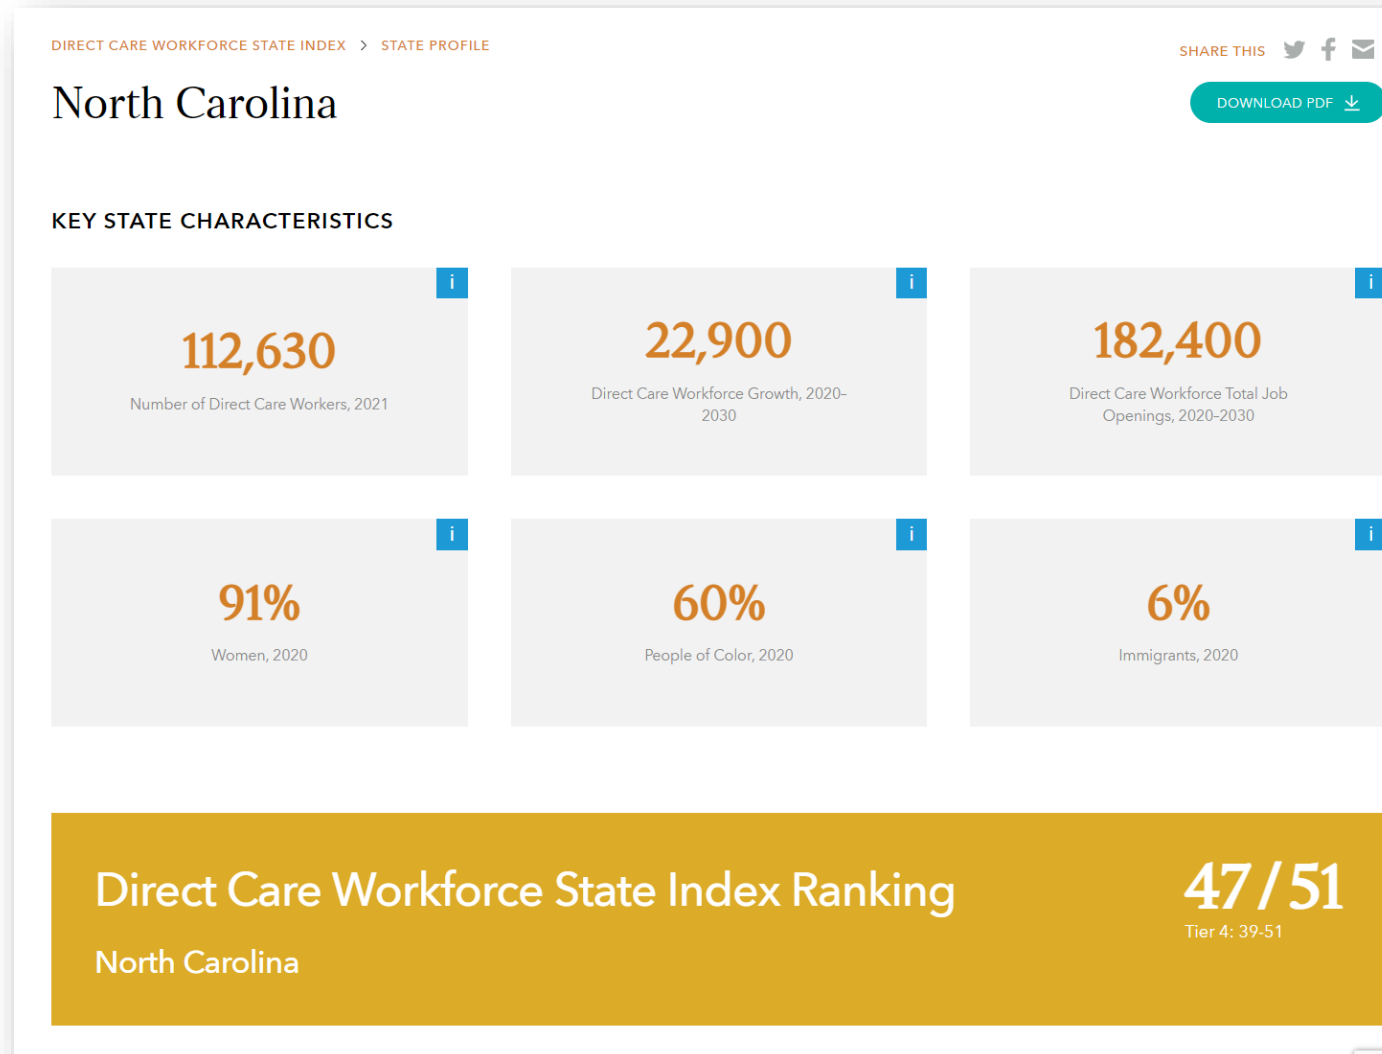 DIRECT CARE WORKFORCE STATE INDEX > STATE PROFILE
SHARE THIS
North Carolina
DOWNLOAD PDF
KEY STATE CHARACTERISTICS
i
i
i
112,630
Number of Direct Care Workers, 2021
22,900
Direct Care Workforce Growth, 2020–
2030
182,400
Direct Care Workforce Total Job
Openings, 2020–2030
i
i
i
91%
Women, 2020
60%
People of Color, 2020
6%
Immigrants, 2020
Direct Care Workforce State Index Ranking
North Carolina
47/51
Tier 4: 39-51